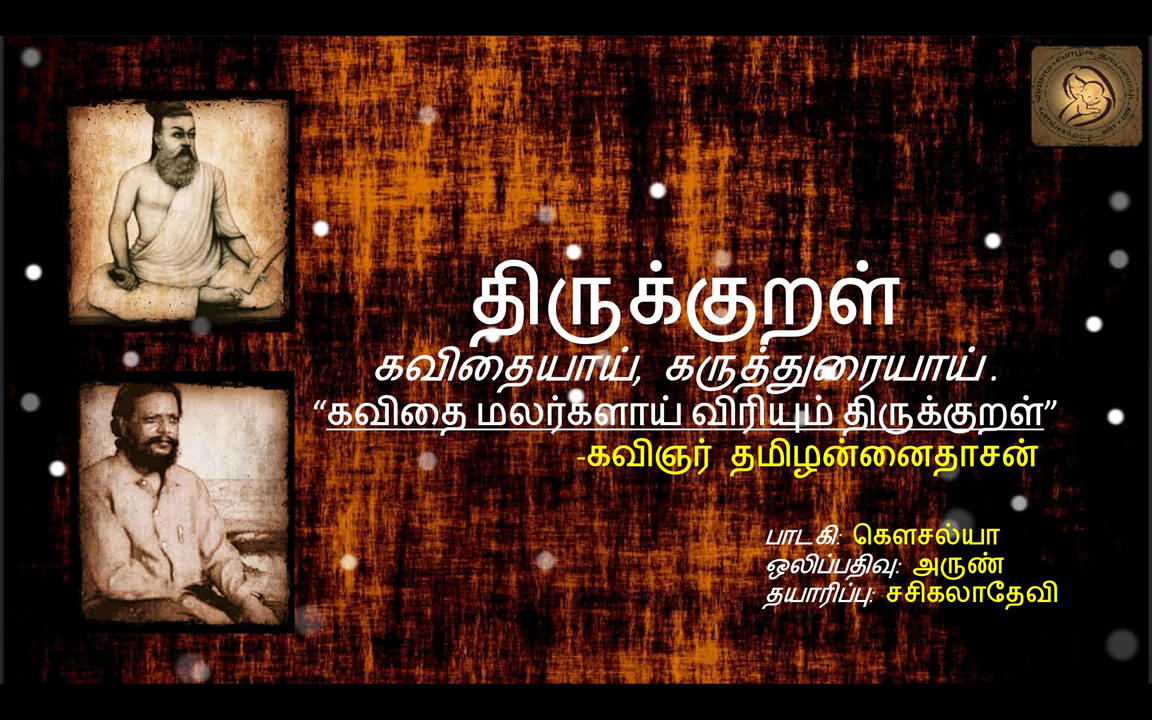 திருக்குறள்
கவிதையாய், கருத்துரையாய் .
“கவிதை மலர்களாய் விரியும் திருக்குறள்”
-கவிஞர் தமிழன்னைதாசன்
பாடகி: கௌசல்யா
ஒலிப்பதிவு: அருண்
தயாரிப்பு: சசிகலாதேவி